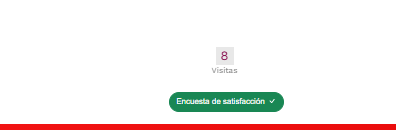 8
Visitas
Encuesta de satisfacción ✓